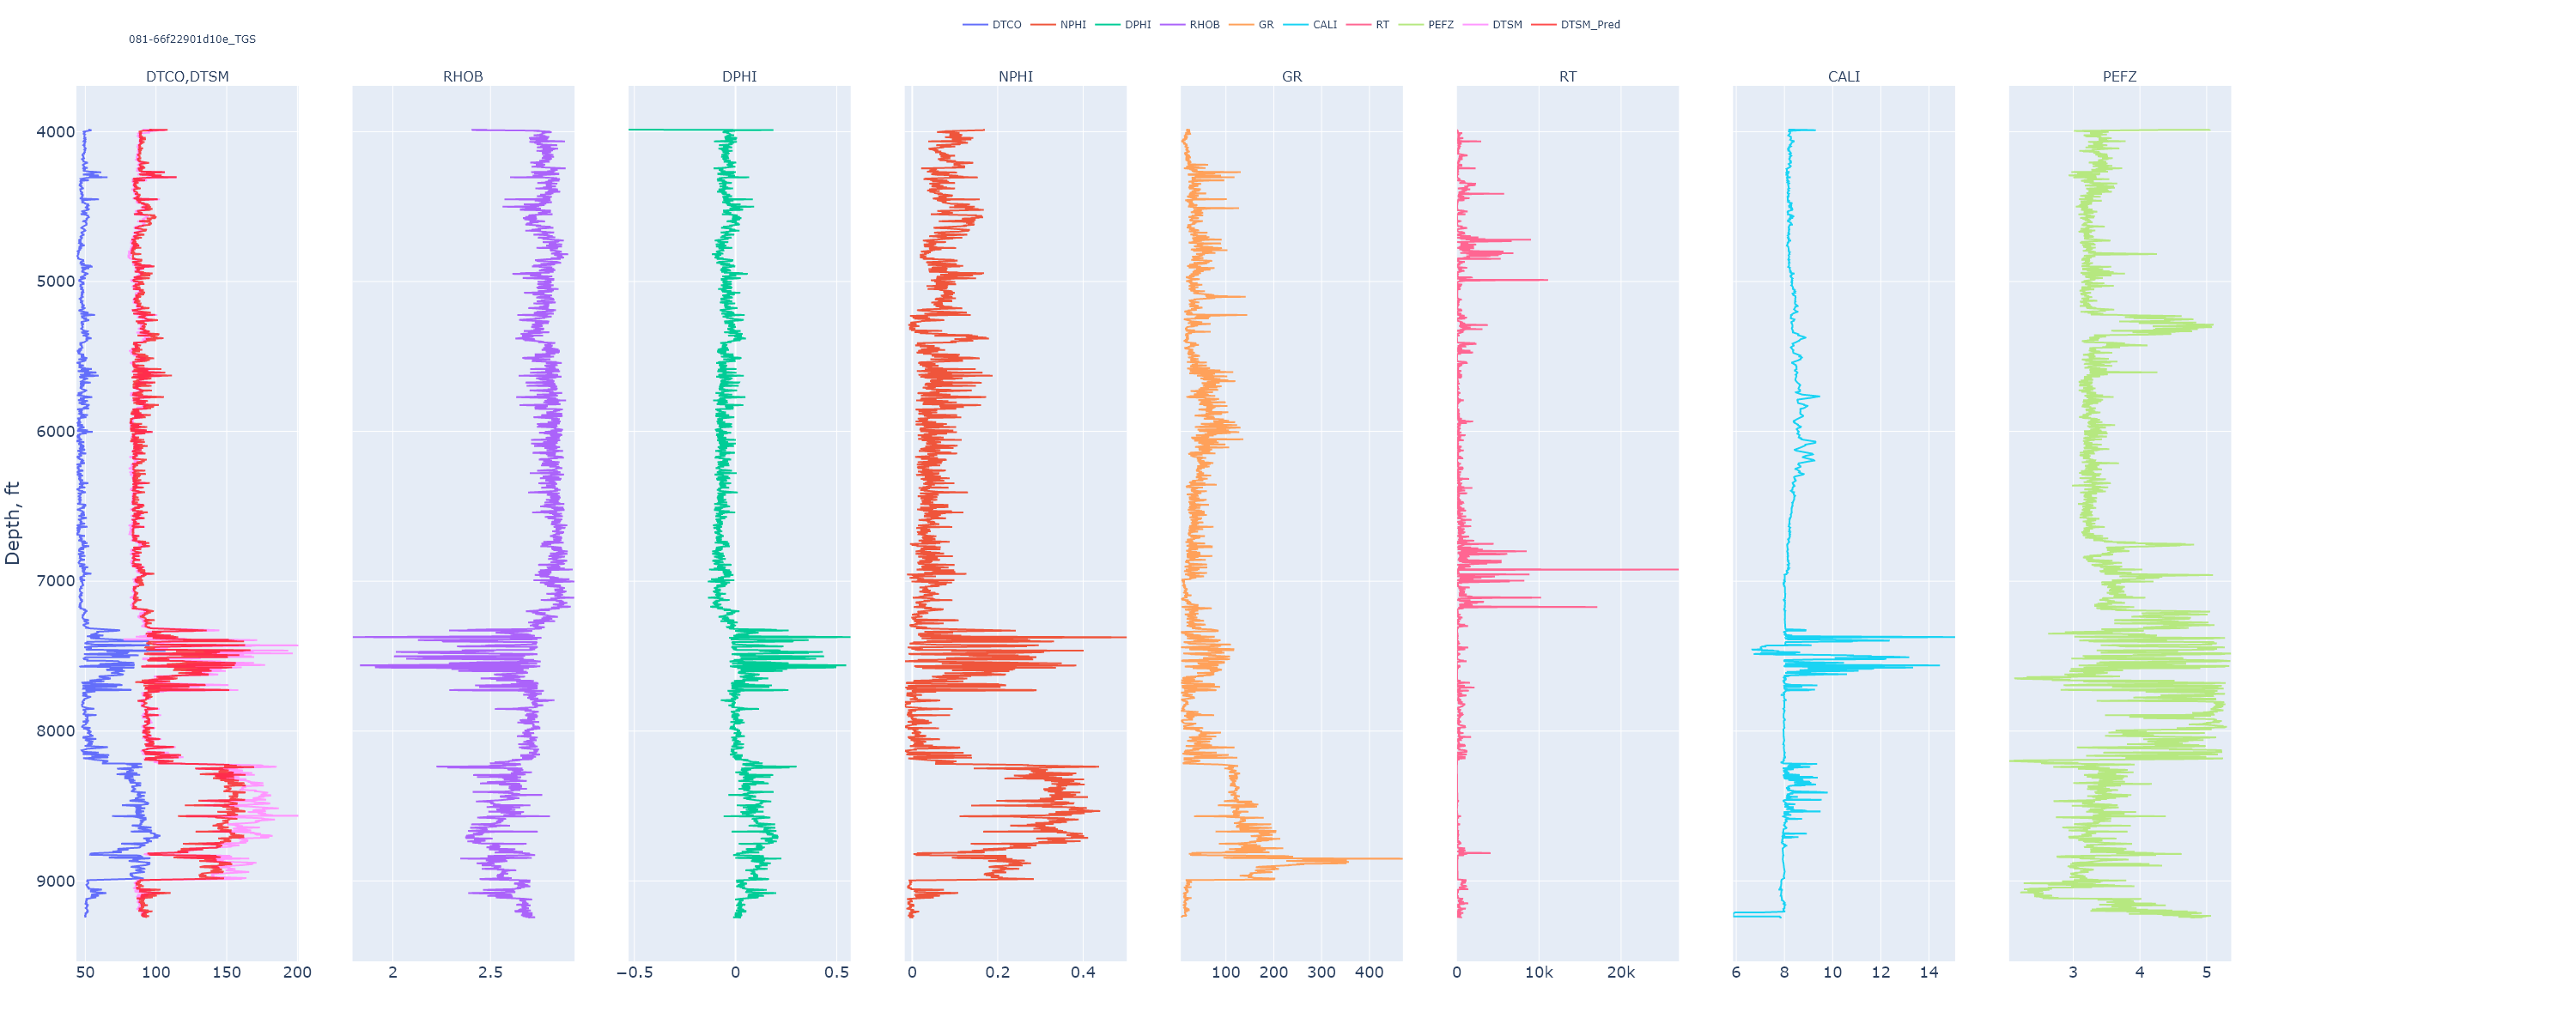 DTCO NPHI DPHI RHOB GR CALI RT PEFZ DTSM DTSM_Pred
081-66f22901d10e_TGS
DTCO,DTSM RHOB DPHI NPHI GR RT CALI PEFZ
Depth, ft
4000
5000
6000
7000
8000
9000
50 100 150 200 2 2.5 −0.5 0 0.5 0 0.2 0.4 100 200 300 400 0 10k 20k 6 8 10 12 14 3 4 5